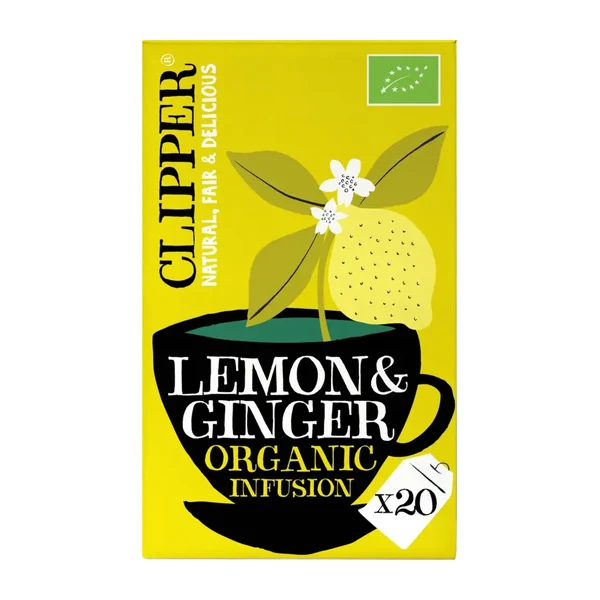 CLIPPER®
NATURAL, FAIR & DELICIOUS
LEMON &
GINGER
ORGANIC
INFUSION
x20